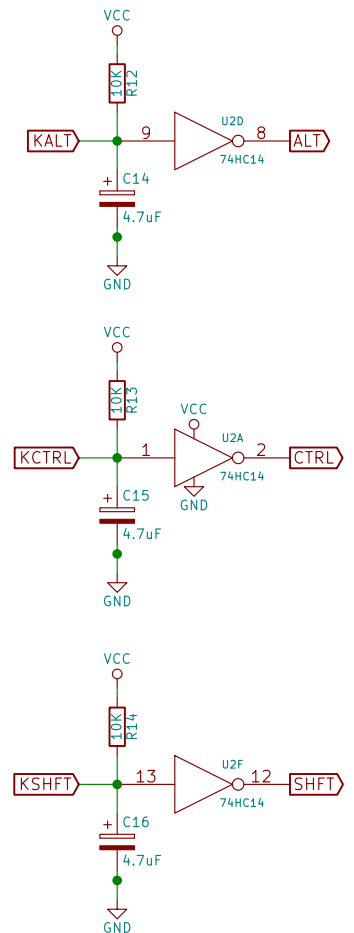 VCC
10K R12
KALT 9 U2D 8 ALT
74HC14
+ C14
4.7uF
GND
VCC
10K R13
VCC
KCTRL 1 U2A 2 CTRL
74HC14
+ C15
GND
4.7uF
GND
VCC
10K R14
KSHFT 13 U2F 12 SHFT
74HC14
+ C16
4.7uF
GND